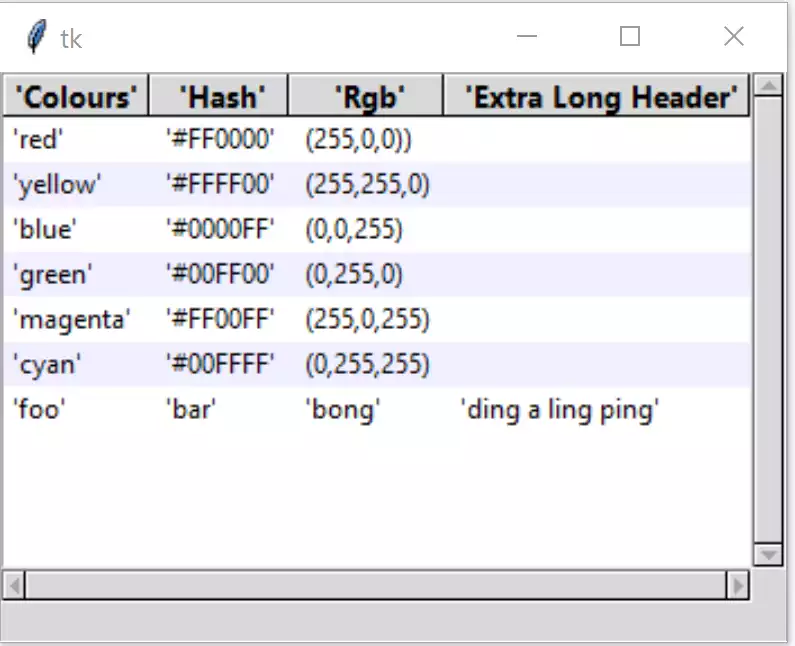 tk
'Colours' 'Hash' 'Rgb' 'Extra Long Header'
'red' '#FF0000' (255,0,0))
'yellow' '#FFFF00' (255,255,0)
'blue' '#0000FF' (0,0,255)
'green' '#00FF00' (0,255,0)
'magenta' '#FF00FF' (255,0,255)
'cyan' '#00FFFF' (0,255,255)
'foo' 'bar' 'bong' 'ding a ling ping'